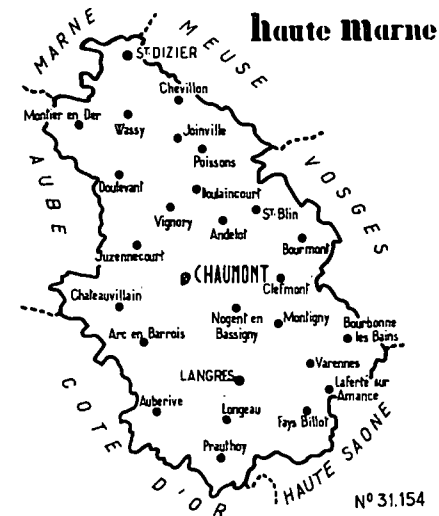 haute Marne
MARNE
MEUSE
ST DIZIER
Chevillon
Montier en Der
Wassy
Joinville
Poissons
AUBE
VOSGES
Doulevant
Doulaincourt
Vignory
St. Blin
Andelot
Bourmont
Juzennecourt
CHAUMONT
Clefmont
Chateauvillain
Nogent en
Bassigny
Montigny
Bourbonne
les Bains
Arc en Barrois
Varennes
LANGRES
Laferté sur
Amance
Auberive
Longeau
Fays Billot
Prauthoy
COTE D'OR
HAUTE SAONE
No 31.154